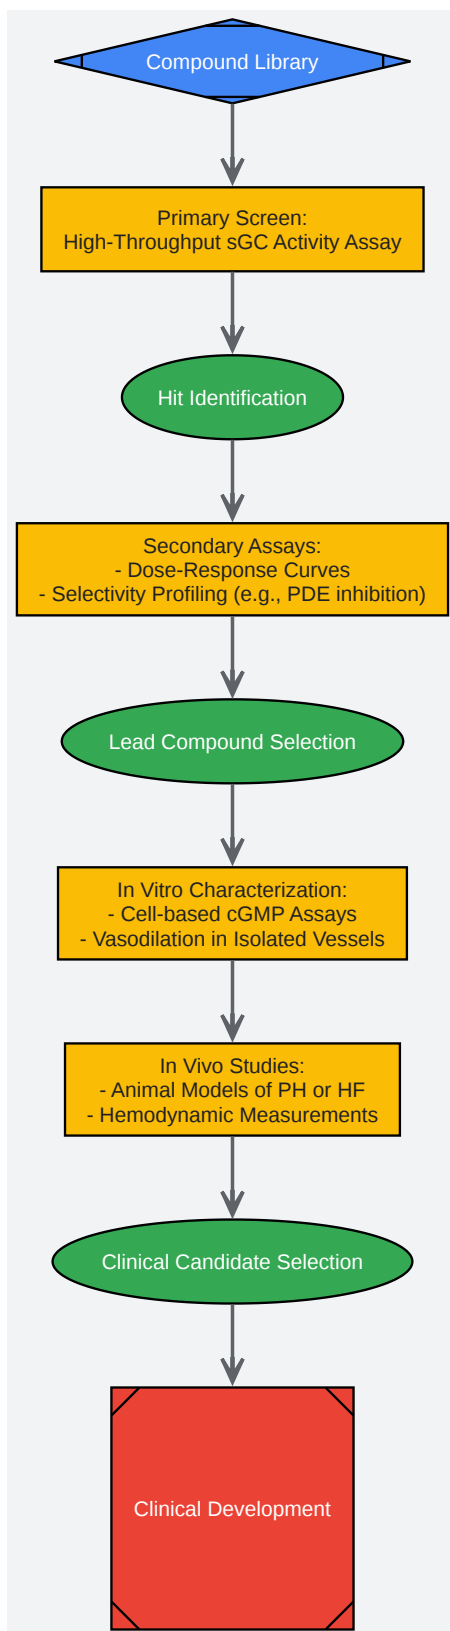 Compound Library
Primary Screen:
High-Throughput sGC Activity Assay
Hit Identification
Secondary Assays:
- Dose-Response Curves
- Selectivity Profiling (e.g., PDE inhibition)
Lead Compound Selection
In Vitro Characterization:
- Cell-based cGMP Assays
- Vasodilation in Isolated Vessels
In Vivo Studies:
- Animal Models of PH or HF
- Hemodynamic Measurements
Clinical Candidate Selection
Clinical Development